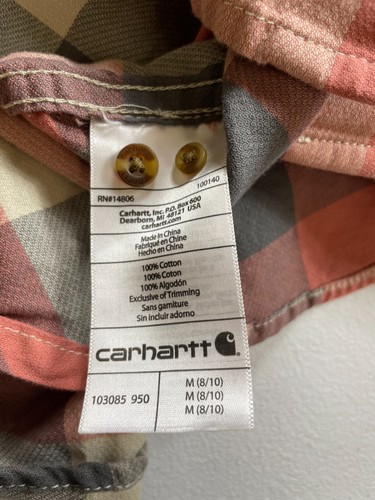 RN#14806
100140
Carhartt, Inc. P.O. Box 600
Dearborn, MI 48121 USA
carhartt.com
Made in China
Fabriqué en Chine
Hecho en China
100% Cotton
100% Coton
100% Algodón
Exclusive of Trimming
Sans garniture
Sin incluir adorno
carhartt
103085 950
M (8/10)
M (8/10)
M (8/10)